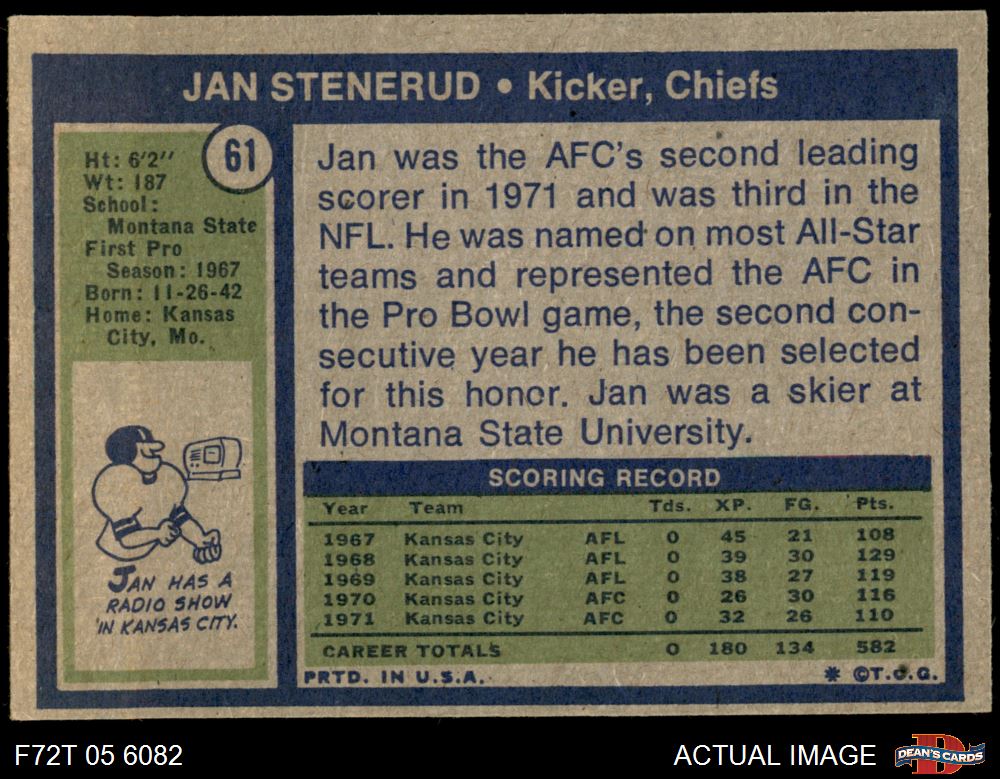 JAN STENERUD • Kicker, Chiefs
61
Ht: 6'2''
Wt: 187
School:
Montana State
First Pro
Season: 1967
Born: 11-26-42
Home: Kansas
City, Mo.
JAN HAS A
RADIO SHOW
IN KANSAS CITY.
Jan was the AFC's second leading
scorer in 1971 and was third in the
NFL. He was named on most All-Star
teams and represented the AFC in
the Pro Bowl game, the second con-
secutive year he has been selected
for this honor. Jan was a skier at
Montana State University.
SCORING RECORD
Year Team Tds. XP. FG. Pts.
1967 Kansas City AFL 0 45 21 108
1968 Kansas City AFL 0 39 30 129
1969 Kansas City AFL 0 38 27 119
1970 Kansas City AFC 0 26 30 116
1971 Kansas City AFC 0 32 26 110
CAREER TOTALS 0 180 134 582
PRTD. IN U.S.A. * ©T.C.G.
F72T 05 6082 ACTUAL IMAGE DEAN'S CARDS